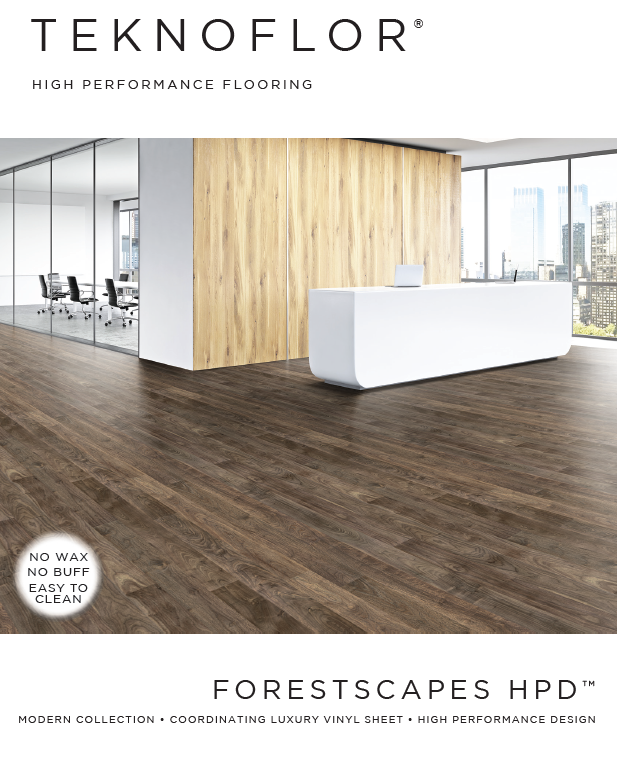 TEKNOFLOR®
HIGH PERFORMANCE FLOORING
NO WAX
NO BUFF
EASY TO
CLEAN
FORESTSCAPES HPD™
MODERN COLLECTION • COORDINATING LUXURY VINYL SHEET • HIGH PERFORMANCE DESIGN